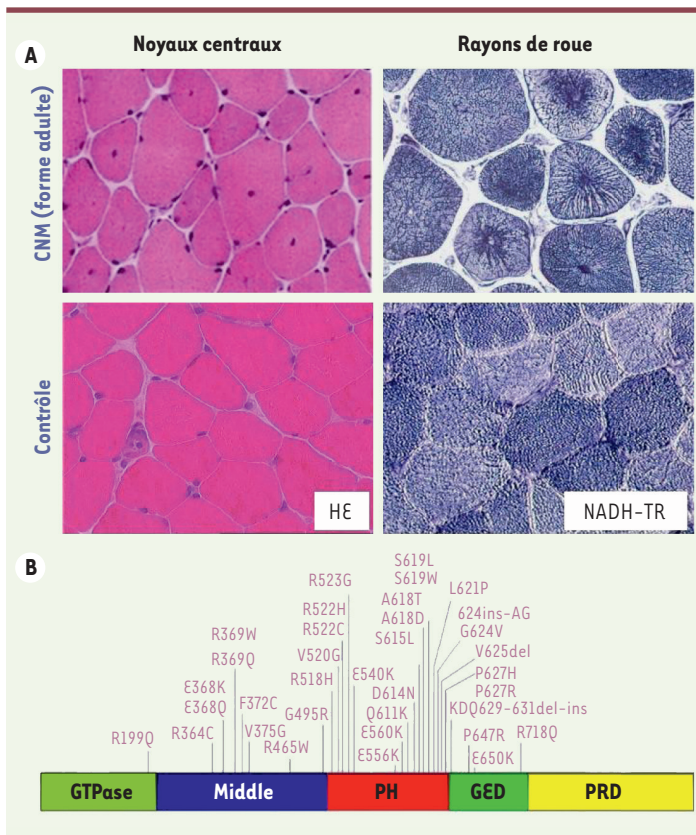 Noyaux centraux
Rayons de roue
A
CNM (forme adulte)
Contrôle
HE
NADH-TR
B
S619L
S619W
R523G
A618T
L621P
R522H
A618D
624ins-AG
R522C
S615L
G624V
R369W
V520G
V625del
R369Q
R518H
E540K
P627H
E368K
F372C
D614N
P627R
E368Q
G495R
Q611K
KDQ629-631del-ins
R199Q
R364C
V375G
E560K
P647R
R718Q
R465W
E556K
E650K
GTPase
Middle
PH
GED
PRD